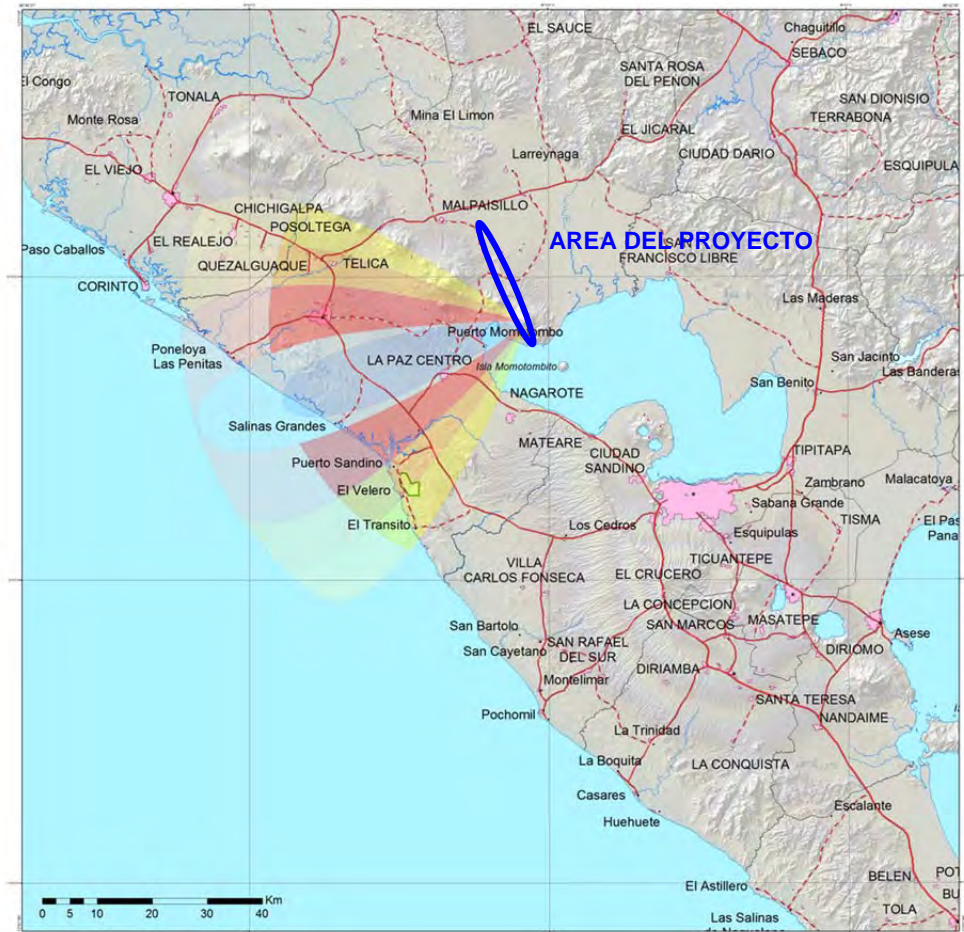 EL SAUCE
Chaguitillo
SEBACO
SANTA ROSA
DEL PEÑON
El Congo
TONALA
SAN DIONISIO
Monte Rosa
Mina El Limon
TERRABONA
EL JICARAL
Larreynaga
CIUDAD DARIO
ESQUIPULA
EL VIEJO
MALPAISILLO
CHICHIGALPA
POSOLTEGA
EL REALEJO
AREA DEL PROYECTO
Paso Caballos
FRANCISCO LIBRE
QUEZALGUAQUE
TELICA
CORINTO
Las Maderas
Puerto Momotombo
Poneloya
Las Penitas
LA PAZ CENTRO
San Jacinto
Isla Momotombito
Las Banderas
San Benito
NAGAROTE
Salinas Grandes
MATEARE
CIUDAD
SANDINO
TIPITAPA
Puerto Sandino
Zambrano
Malacatoya
El Velero
Sabana Grande
El Transito
Los Cedros
TISMA
El Pas
Pana
Esquipulas
VILLA
CARLOS FONSECA
TICUANTEPE
EL CRUCERO
LA CONCEPCION
San Bartolo
SAN MARCOS
MASATEPE
Asese
San Cayetano
SAN RAFAEL
DEL SUR
DIRIOMO
DIRIAMBA
Montelimar
SANTA TERESA
Pochomil
NANDAIME
La Trinidad
La Boquita
LA CONQUISTA
Casares
Escalante
Huehuete
BELEN
POT
El Astillero
BU
TOLA
Las Salinas
0 5 10 20 30 40 Km